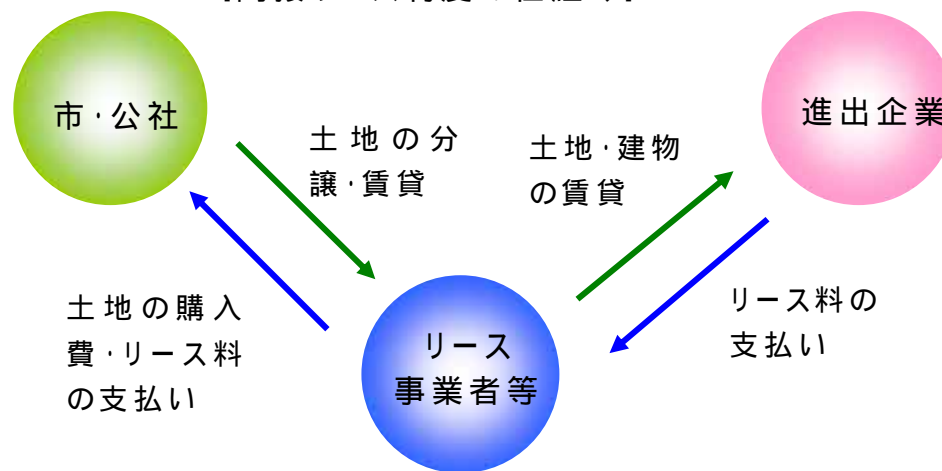 市・公社
進出企業
土地の分
譲・賃貸
土地・建物
の賃貸
土地の購入
費・リース料
の支払い
リース
事業者等
リース料の
支払い